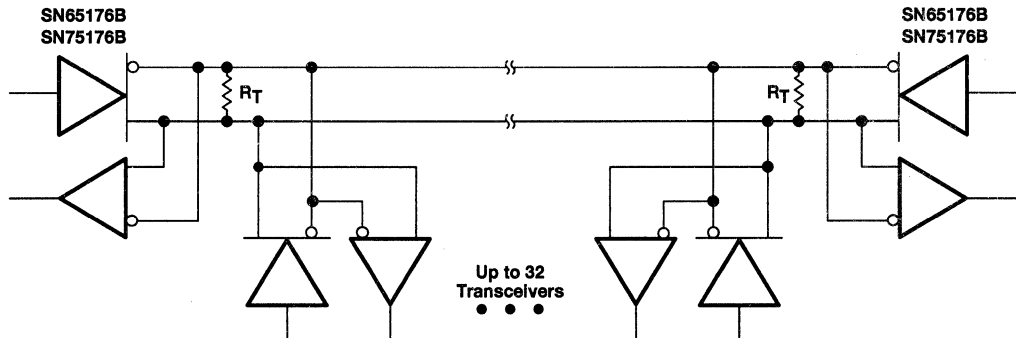 SN65176B
SN75176B
SN65176B
SN75176B
RT
RT
Up to 32
Transceivers